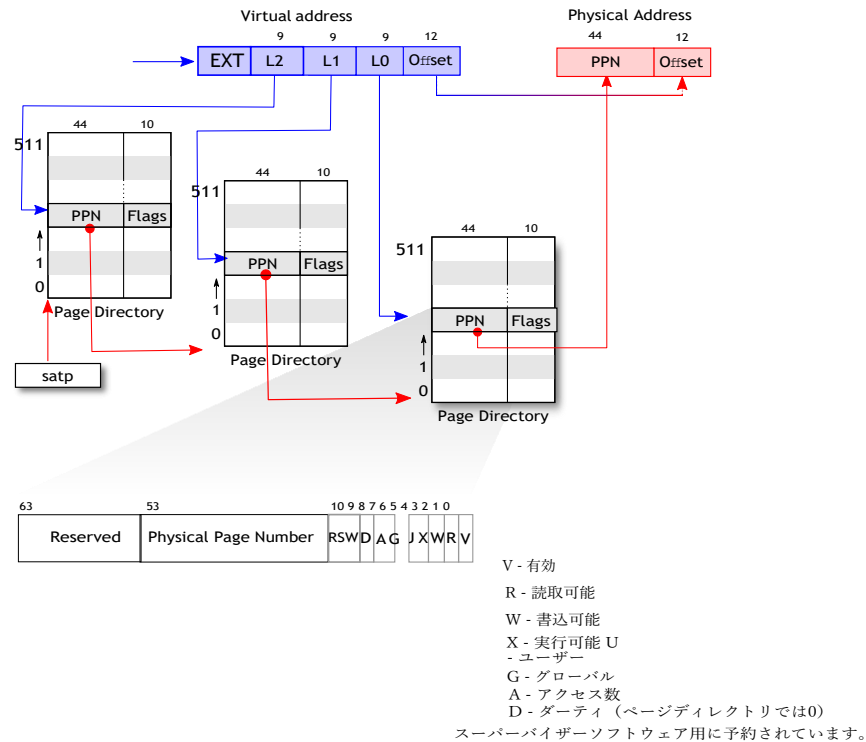 Virtual address
Physical Address
9 9 9 12
44 12
EXT L2 L1 L0 Offset
PPN Offset
44 10
511
PPN Flags
1
0
Page Directory
satp
44 10
511
PPN Flags
1
0
Page Directory
44 10
511
PPN Flags
1
0
Page Directory
63 53 10 9 8 7 6 5 4 3 2 1 0
Reserved Physical Page Number RSW D A G J X W R V
V - 有効
R - 読取可能
W - 書込可能
X - 実行可能 U
- ユーザー
G - グローバル
A - アクセス数
D - ダーティ（ページディレクトリでは0）
スーパーバイザーソフトウェア用に予約されています。